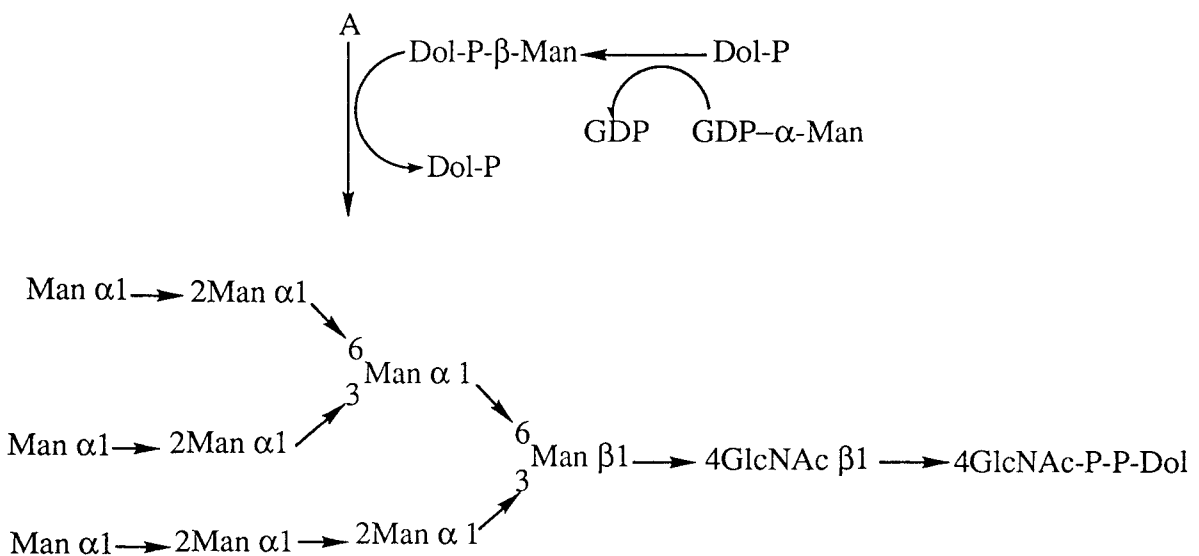 A
Dol-P-β-Man Dol-P
GDP GDP–α-Man
Dol-P
Man α1 2Man α1
6
Man α 1
3
Man α1 2Man α1
6
Man β1 4GlcNAc β1 4GlcNAc-P-P-Dol
3
Man α1 2Man α1 2Man α 1